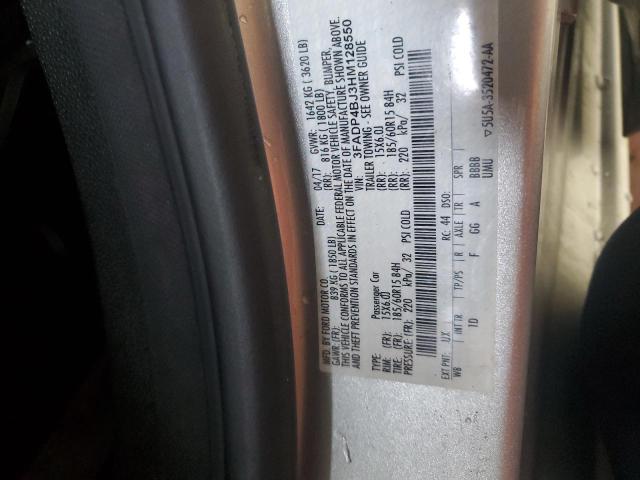 MFD. BY FORD MOTOR CO.
DATE: 04/17 GVWR: 1642 KG ( 3620 LB)
GAWR: (FR): 839 KG ( 1850 LB) (RR): 816 KG ( 1800 LB)
THIS VEHICLE CONFORMS TO ALL APPLICABLE FEDERAL MOTOR VEHICLE SAFETY, BUMPER,
AND THEFT PREVENTION STANDARDS IN EFFECT ON THE DATE OF MANUFACTURE SHOWN ABOVE.
VIN: 3FADP4BJ3HM128550
TYPE: Passenger Car TRAILER TOWING - SEE OWNER GUIDE
RIM: (FR): 15X6.0J (RR): 15X6.0J
TIRE: (FR): 185/60R15 84H (RR): 185/60R15 84H
PRESSURE: (FR): 220 kPa/ 32 PSI COLD (RR): 220 kPa/ 32 PSI COLD
EXT PNT: UX RC: 44 DSO:
WB INT TR TP/PS R AXLE TR SPR
1D F GG A BBBB
UMU
5U5A-3520472-AA